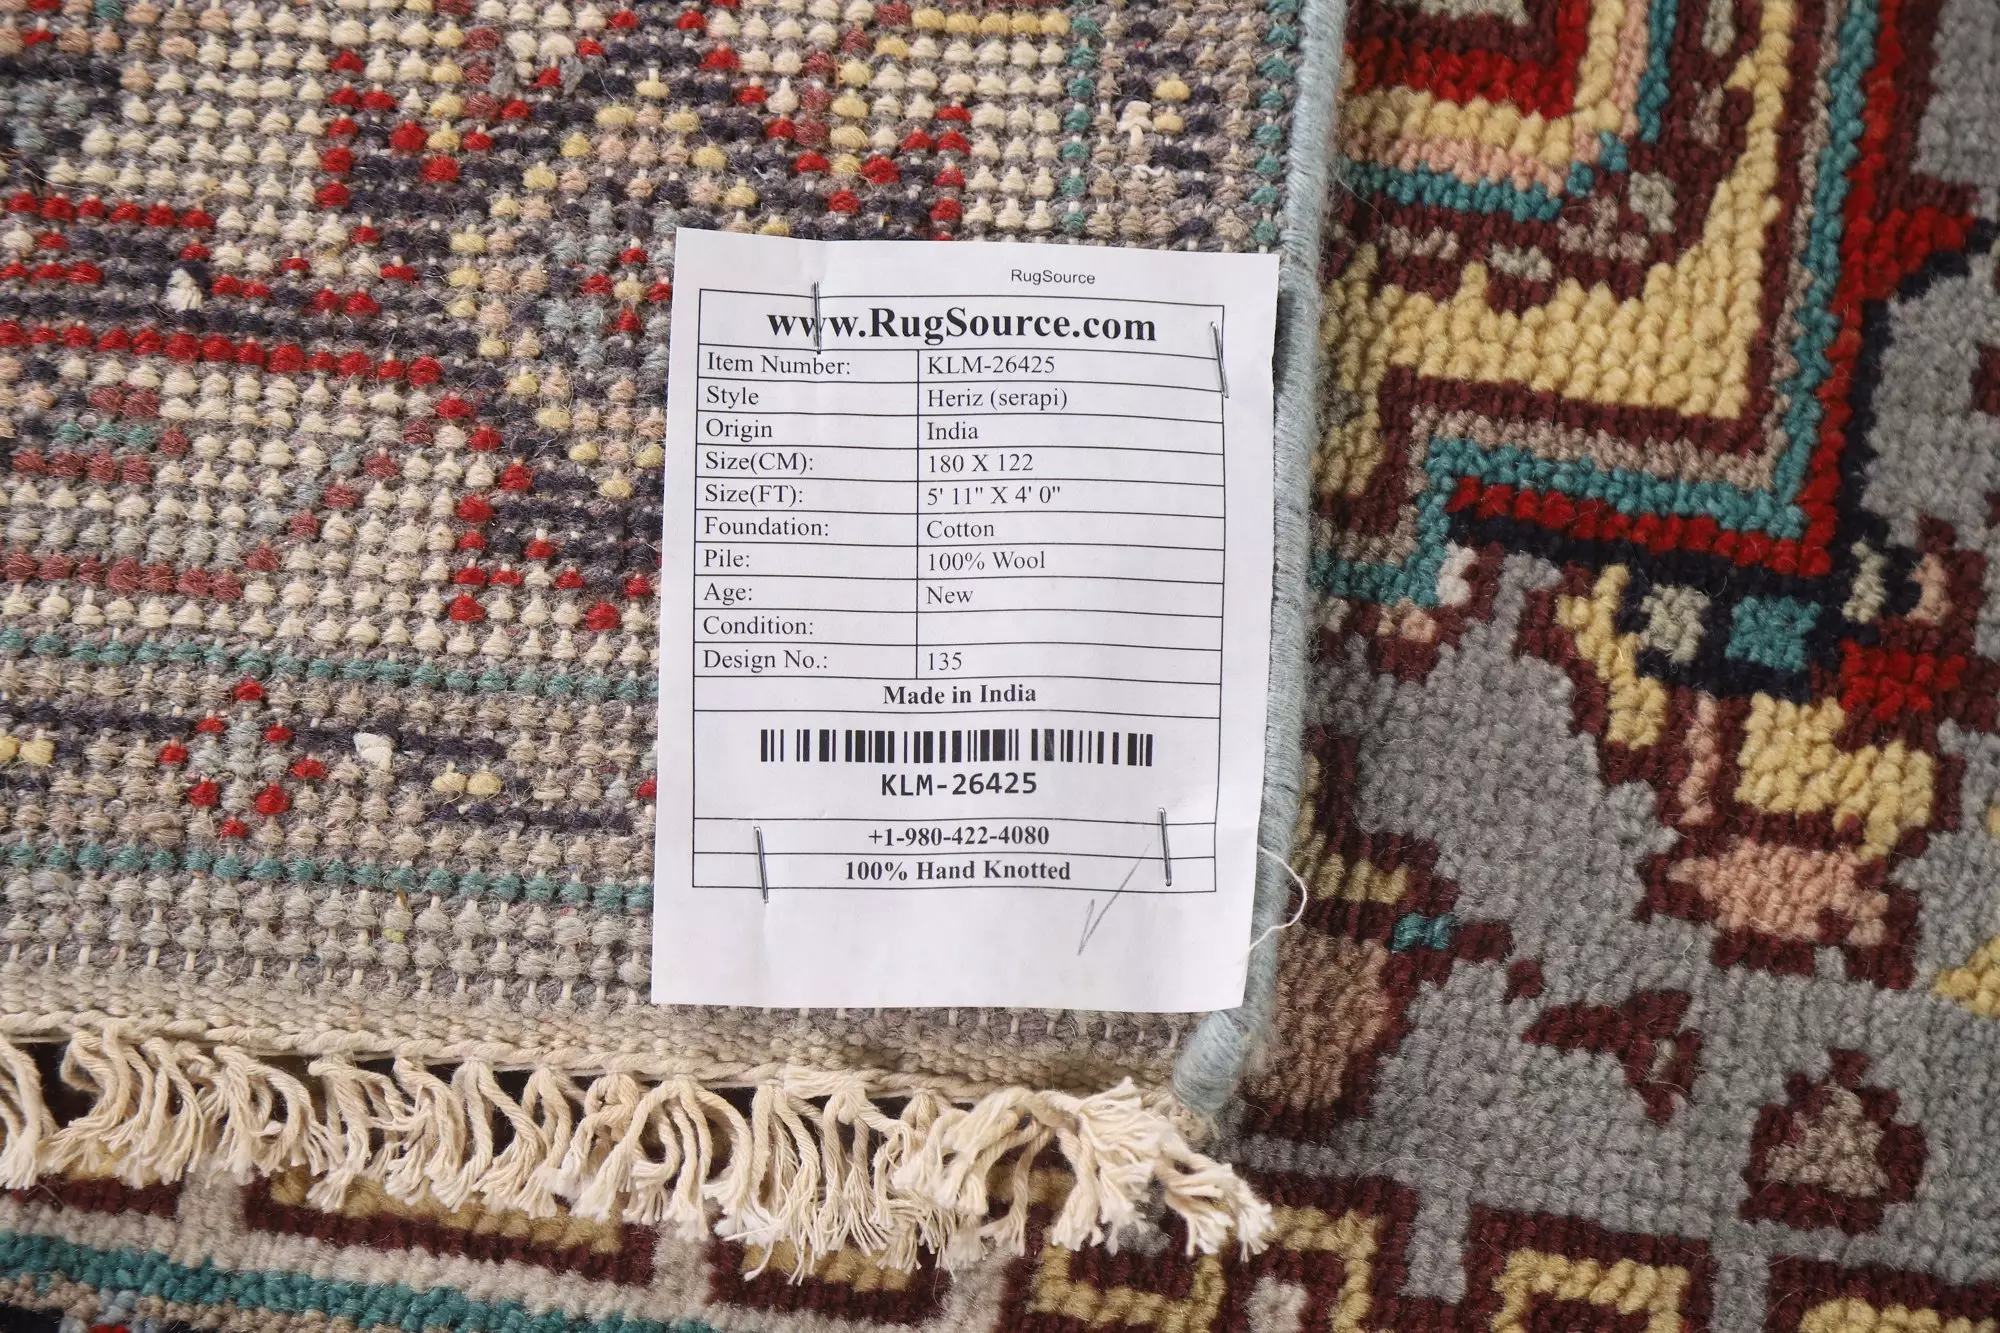 RugSource
www.RugSource.com
Item Number: KLM-26425
Style Heriz (serapi)
Origin India
Size(CM): 180 X 122
Size(FT): 5' 11" X 4' 0"
Foundation: Cotton
Pile: 100% Wool
Age: New
Condition:
Design No.: 135
Made in India
KLM-26425
+1-980-422-4080
100% Hand Knotted